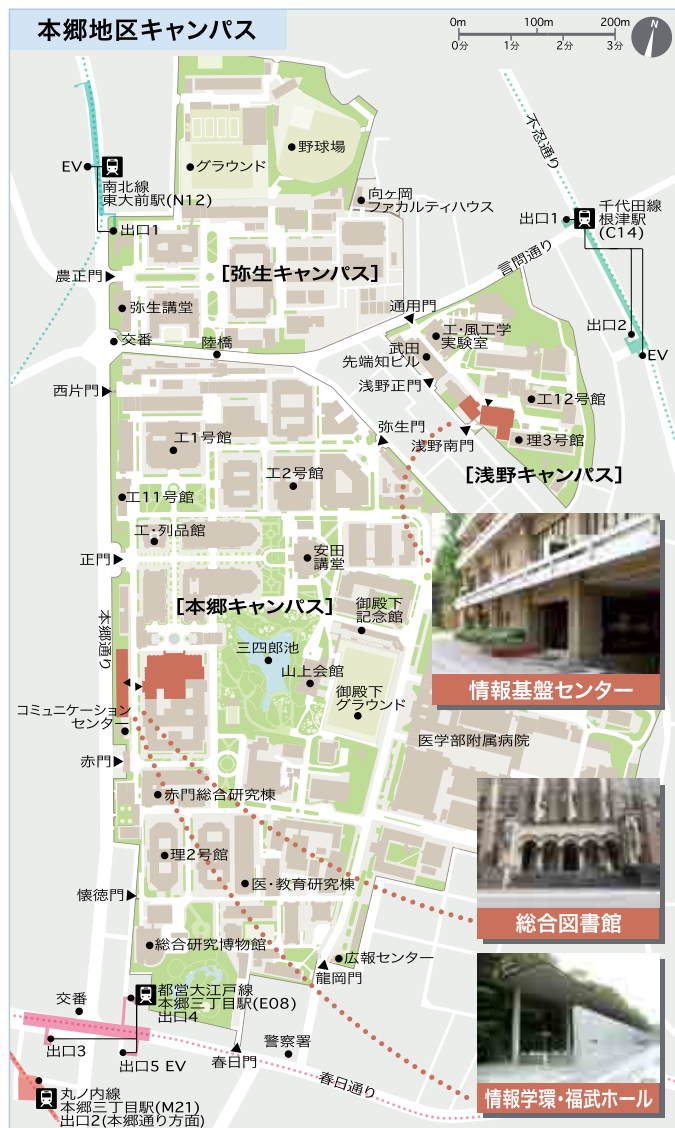 本郷地区キャンパス
0m 100m 200m
0分 1分 2分 3分
N
EV
南北線
東大前駅(N12)
出口1
グラウンド
野球場
向ヶ岡
ファカルティハウス
不忍通り
出口1
千代田線
根津駅
(C14)
言問通り
農正門
[弥生キャンパス]
弥生講堂
交番
陸橋
通用門
工・風工学
実験室
武田
先端知ビル
浅野正門
出口2
EV
西片門
工1号館
弥生門
浅野南門
工12号館
理3号館
[浅野キャンパス]
工2号館
工11号館
工・列品館
正門
安田
講堂
[本郷キャンパス]
本郷通り
御殿下
記念館
三四郎池
山上会館
御殿下
グラウンド
情報基盤センター
コミュニケーション
センター
医学部附属病院
赤門
赤門総合研究棟
理2号館
医・教育研究棟
懐徳門
総合図書館
総合研究博物館
広報センター
龍岡門
交番
都営大江戸線
本郷三丁目駅(E08)
出口4
出口3
出口5 EV
春日門
警察署
春日通り
情報学環・福武ホール
丸ノ内線
本郷三丁目駅(M21)
出口2(本郷通り方面)